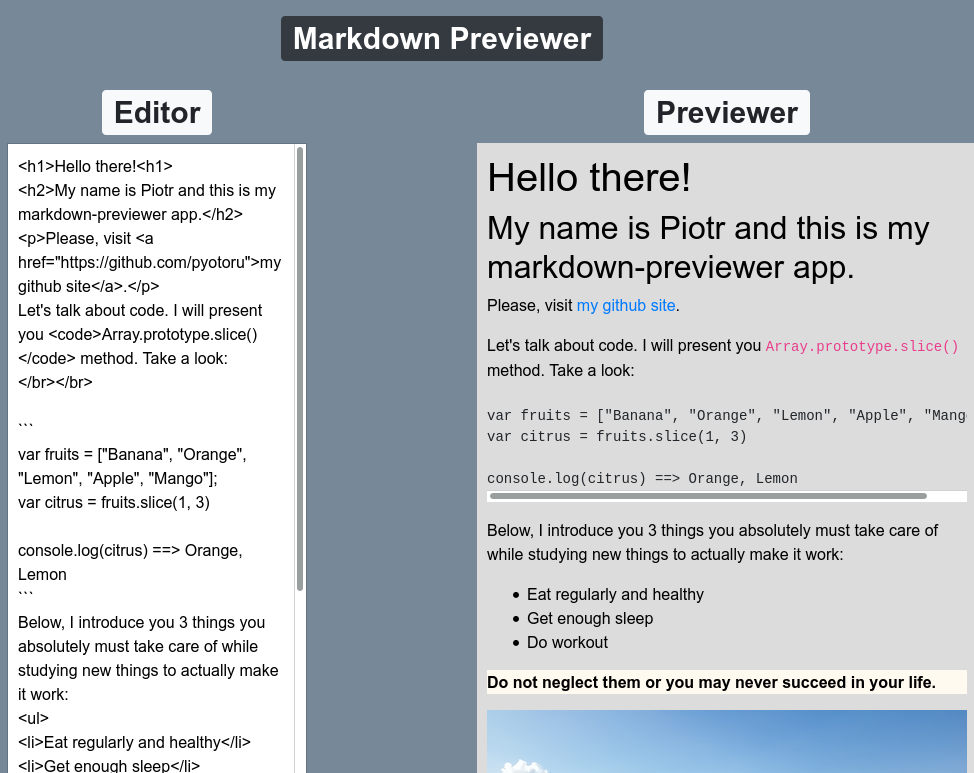 Markdown Previewer
Editor
<h1>Hello there!<h1>
<h2>My name is Piotr and this is my
markdown-previewer app.</h2>
<p>Please, visit <a
href="https://github.com/pyotoru">my
github site</a>.</p>
Let's talk about code. I will present
you <code>Array.prototype.slice()
</code> method. Take a look:
</br></br>
```
var fruits = ["Banana", "Orange",
"Lemon", "Apple", "Mango"];
var citrus = fruits.slice(1, 3)
console.log(citrus) ==> Orange,
Lemon
```
Below, I introduce you 3 things you
absolutely must take care of while
studying new things to actually make
it work:
<ul>
<li>Eat regularly and healthy</li>
<li>Get enough sleep</li>
Previewer
Hello there!
My name is Piotr and this is my
markdown-previewer app.
Please, visit my github site.
Let's talk about code. I will present you Array.prototype.slice()
method. Take a look:
var fruits = ["Banana", "Orange", "Lemon", "Apple", "Mango
var citrus = fruits.slice(1, 3)
console.log(citrus) ==> Orange, Lemon
Below, I introduce you 3 things you absolutely must take care of
while studying new things to actually make it work:
• Eat regularly and healthy
• Get enough sleep
• Do workout
Do not neglect them or you may never succeed in your life.